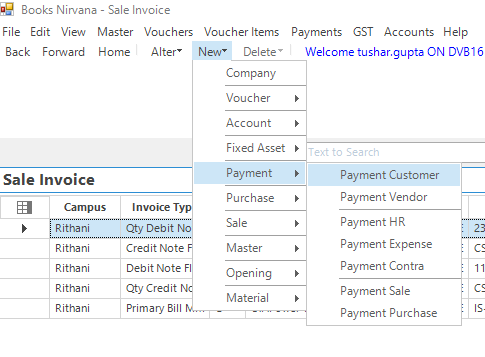 Books Nirvana - Sale Invoice
File Edit View Master Vouchers Voucher Items Payments GST Accounts Help
Back Forward Home Alter New Delete Welcome tushar.gupta ON DVB16
Company
Voucher
Account
Fixed Asset
Text to Search
Payment
Payment Customer
Sale Invoice
Purchase
Payment Vendor
Campus Invoice Typ
Sale
Payment HR
Rithani Qty Debit Note 23
Rithani Credit Note Fl
Master
Payment Expense
Rithani Debit Note Fl 11
Opening
Payment Contra
Rithani Qty Credit Note
Material
Payment Sale
Rithani Primary Bill M IS-
Payment Purchase